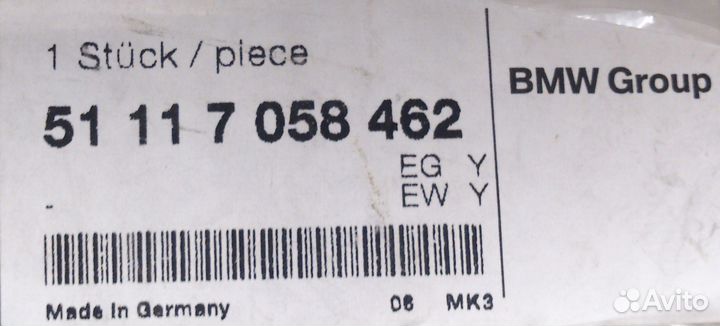 1 Stück / piece
BMW Group
51 11 7 058 462
EG Y
EW Y
-
Made In Germany 06 MK3
Avito